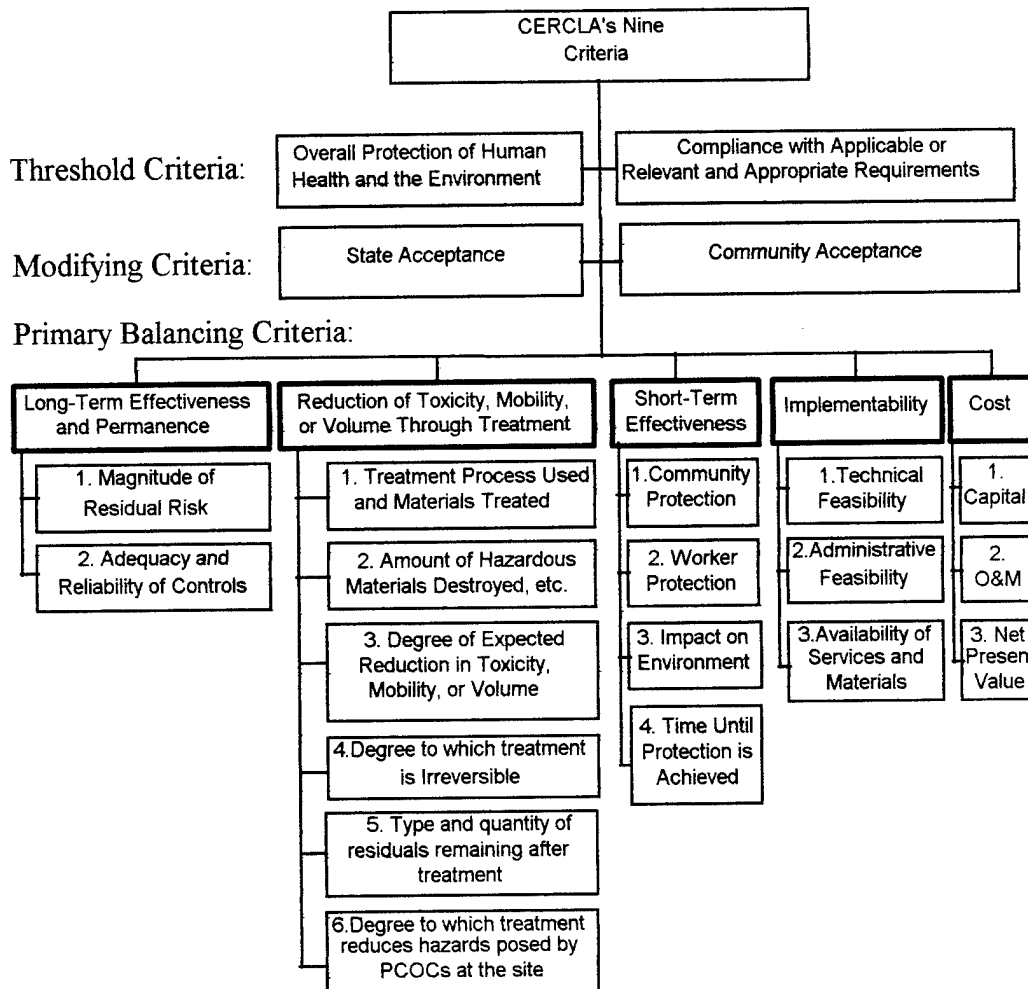 CERCLA's Nine
Criteria
Threshold Criteria:
Overall Protection of Human
Health and the Environment
Compliance with Applicable or
Relevant and Appropriate Requirements
Modifying Criteria:
State Acceptance
Community Acceptance
Primary Balancing Criteria:
Long-Term Effectiveness
and Permanence
1. Magnitude of
Residual Risk
2. Adequacy and
Reliability of Controls
Reduction of Toxicity, Mobility,
or Volume Through Treatment
1. Treatment Process Used
and Materials Treated
2. Amount of Hazardous
Materials Destroyed, etc.
3. Degree of Expected
Reduction in Toxicity,
Mobility, or Volume
4.Degree to which treatment
is Irreversible
5. Type and quantity of
residuals remaining after
treatment
6.Degree to which treatment
reduces hazards posed by
PCOCs at the site
Short-Term
Effectiveness
1.Community
Protection
2. Worker
Protection
3. Impact on
Environment
4. Time Until
Protection is
Achieved
Implementability
1.Technical
Feasibility
2.Administrative
Feasibility
3.Availability of
Services and
Materials
Cost
1.
Capital
2.
O&M
3. Net
Presen
Value